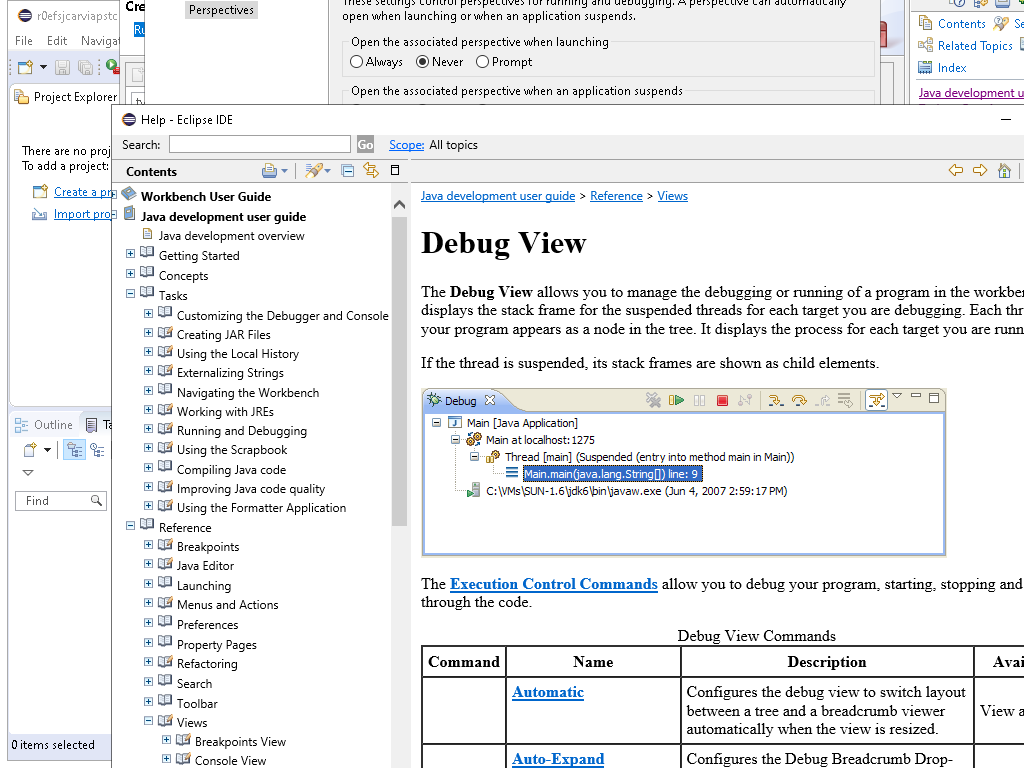 r0efsjcarviapstc
File Edit Navigat
Project Explorer
There are no proj
To add a project:
Create a pr
Import proj
Outline
Find
0 items selected
Cre
Perspectives
These settings control perspectives for running and debugging. A perspective can automatically
open when launching or when an application suspends.
Open the associated perspective when launching
Always Never Prompt
Open the associated perspective when an application suspends
Contents Se
Related Topics
Index
Java development u
Help - Eclipse IDE
Search: Go Scope: All topics
Contents
Workbench User Guide
Java development user guide
Java development overview
Getting Started
Concepts
Tasks
Customizing the Debugger and Console
Creating JAR Files
Using the Local History
Externalizing Strings
Navigating the Workbench
Working with JREs
Running and Debugging
Using the Scrapbook
Compiling Java code
Improving Java code quality
Using the Formatter Application
Reference
Breakpoints
Java Editor
Launching
Menus and Actions
Preferences
Property Pages
Refactoring
Search
Toolbar
Views
Breakpoints View
Console View
Java development user guide > Reference > Views
Debug View
The Debug View allows you to manage the debugging or running of a program in the workben
displays the stack frame for the suspended threads for each target you are debugging. Each thr
your program appears as a node in the tree. It displays the process for each target you are runn
If the thread is suspended, its stack frames are shown as child elements.
Debug
Main [Java Application]
Main at localhost:1275
Thread [main] (Suspended (entry into method main in Main))
Main.main(java.lang.String[]) line: 9
C:\VMs\SUN-1.6\jdk6\bin\javaw.exe (Jun 4, 2007 2:59:17 PM)
The Execution Control Commands allow you to debug your program, starting, stopping and
through the code.
Debug View Commands
Command Name Description Avai
Automatic Configures the debug view to switch layout
between a tree and a breadcrumb viewer
automatically when the view is resized.
View a
Auto-Expand Configures the Debug Breadcrumb Drop-